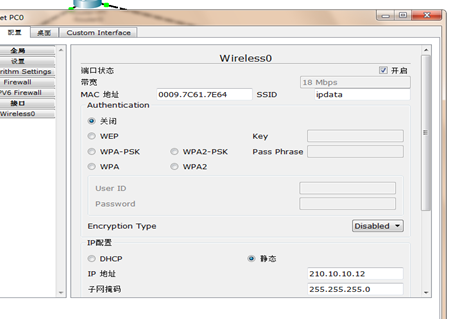 et PC0
配置 桌面 Custom Interface
全局
设置
rithm Settings
Firewall
PV6 Firewall
接口
Wireless0
Wireless0
端口状态 开启
带宽 18 Mbps
MAC 地址 0009.7C61.7E64 SSID ipdata
Authentication
关闭
WEP Key
WPA-PSK WPA2-PSK Pass Phrase
WPA WPA2
User ID
Password
Encryption Type Disabled
IP配置
DHCP 静态
IP 地址 210.10.10.12
子网掩码 255.255.255.0